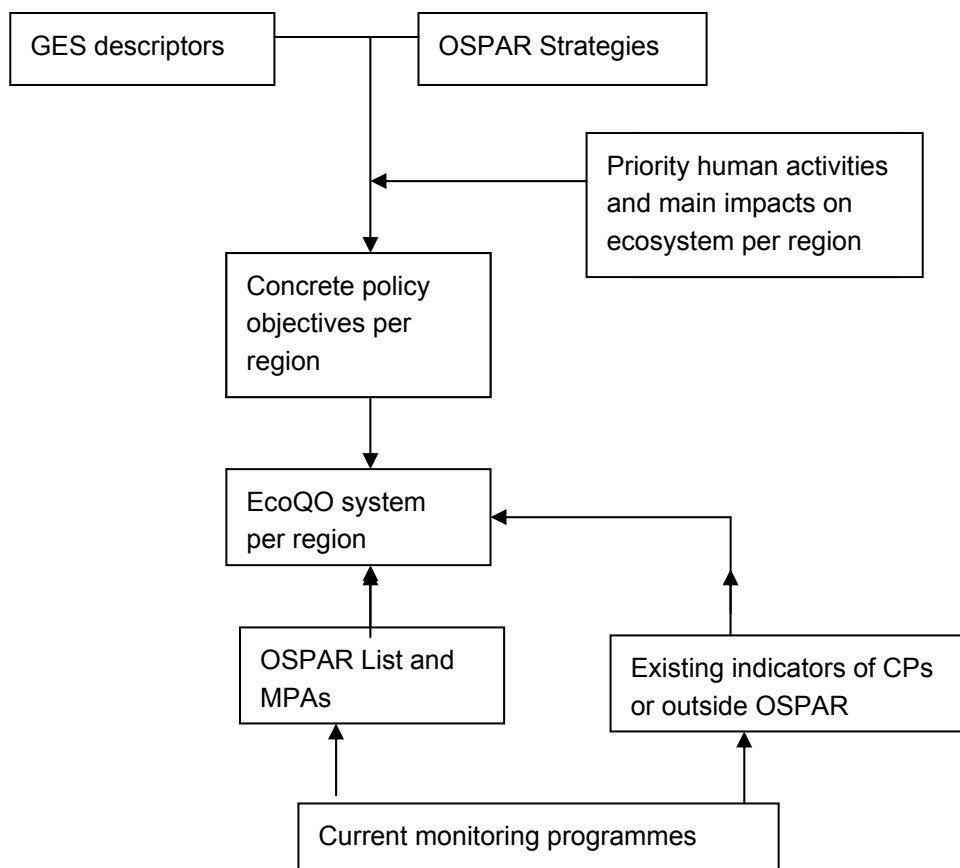 GES descriptors
OSPAR Strategies
Priority human activities
and main impacts on
ecosystem per region
Concrete policy
objectives per
region
EcoQO system
per region
OSPAR List and
MPAs
Existing indicators of CPs
or outside OSPAR
Current monitoring programmes